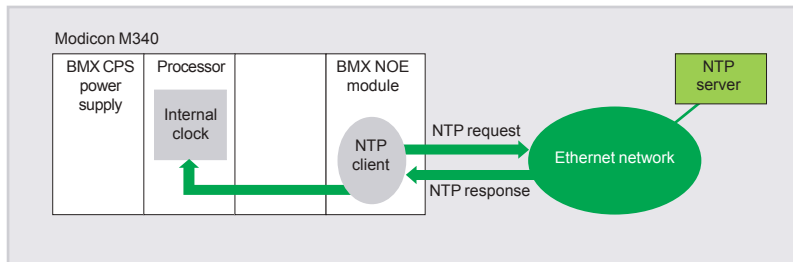 Modicon M340
BMX CPS
power
supply
Processor
Internal
clock
BMX NOE
module
NTP
client
NTP request
NTP response
Ethernet network
NTP
server